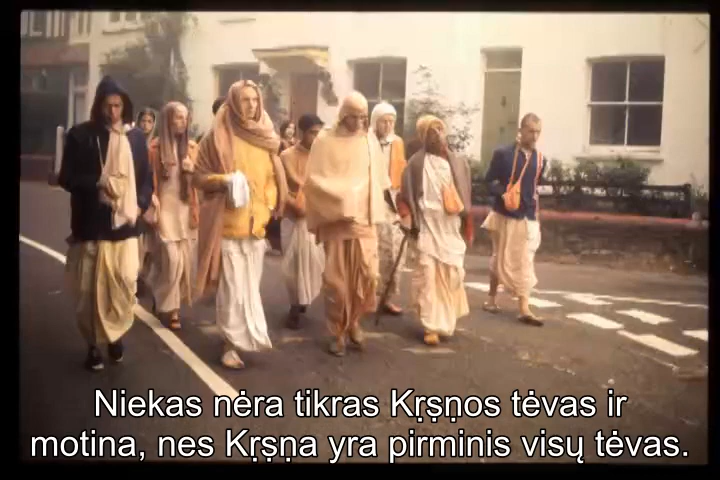 Niekas nėra tikras Kṛṣṇos tėvas ir
motina, nes Kṛṣṇa yra pirminis visų tėvas.